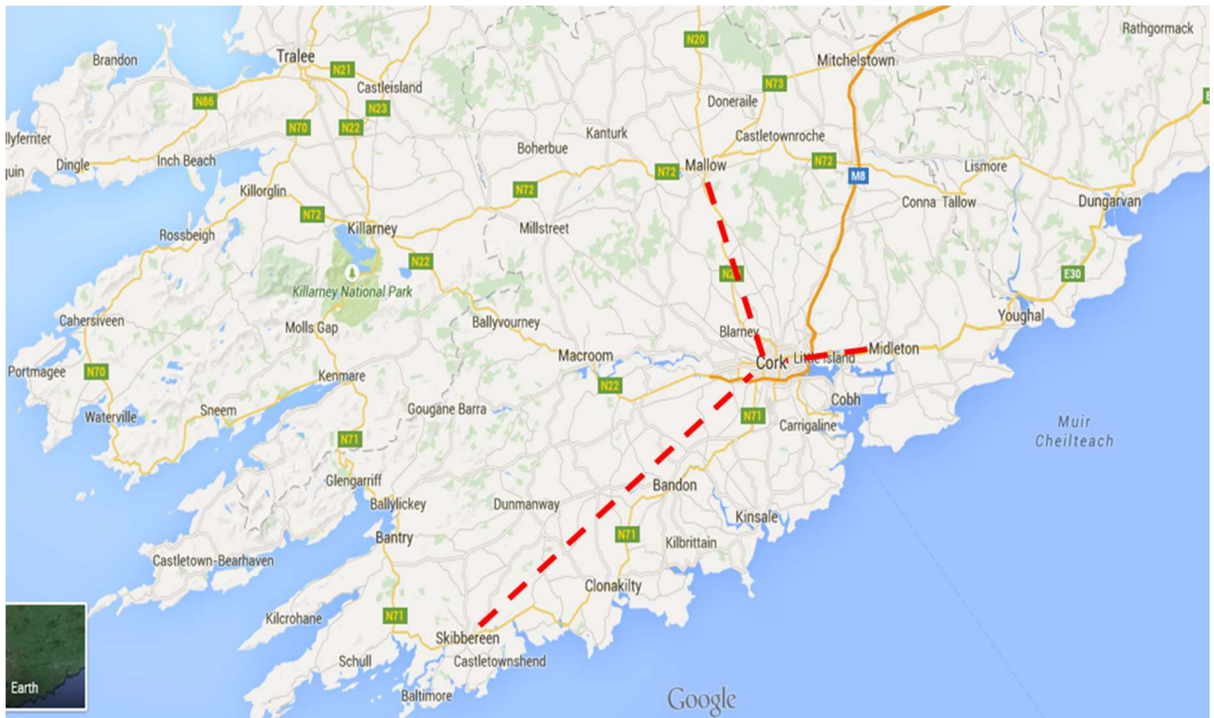 Rathgormack
N20
Tralee
Brandon
Mitchelstown
N21
Castleisland
N73
N86
N23
Doneraile
N70
N22
Kanturk
Castletownroche
llyferriter
Boherbue
Dingle
Inch Beach
N72
Mallow
N72
Lismore
quin
M8
Killorglin
N72
Conna
Tallow
Dungarvan
N72
Killarney
Millstreet
Rossbeigh
N22
E30
Killarney National Park
Cahersiveen
Molls Gap
Ballyvourney
Blarney
Youghal
Macroom
Cork
Little Island
Midleton
Portmagee
N70
Kenmare
N22
Cobh
Waterville
Sneem
Gougane Barra
N71
Carrigaline
Muir
Cheilteach
N71
Glengarriff
Bandon
Ballylickey
Dunmanway
Kinsale
Bantry
N71
Kilbrittain
Castletown-Bearhaven
Clonakilty
Kilcrohane
N71
Skibbereen
Schull
Castletownshend
Earth
Baltimore
Google